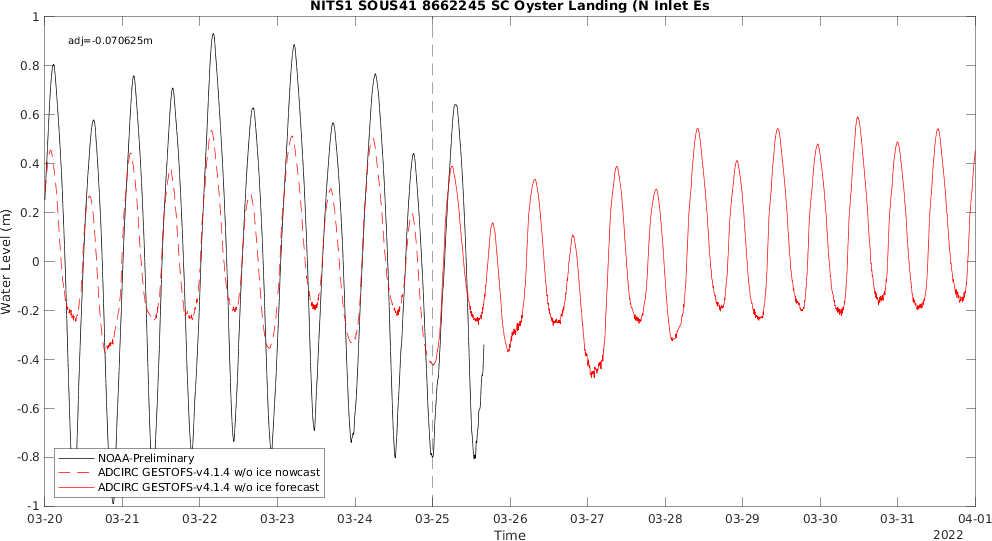 NITS1 SOUS41 8662245 SC Oyster Landing (N Inlet Es
adj=-0.070625m
1
0.8
0.6
0.4
0.2
0
-0.2
-0.4
-0.6
-0.8
-1
Water Level (m)
NOAA-Preliminary
ADCIRC GESTOFS-v4.1.4 w/o ice nowcast
ADCIRC GESTOFS-v4.1.4 w/o ice forecast
03-20 03-21 03-22 03-23 03-24 03-25 03-26 03-27 03-28 03-29 03-30 03-31 04-01
Time
2022